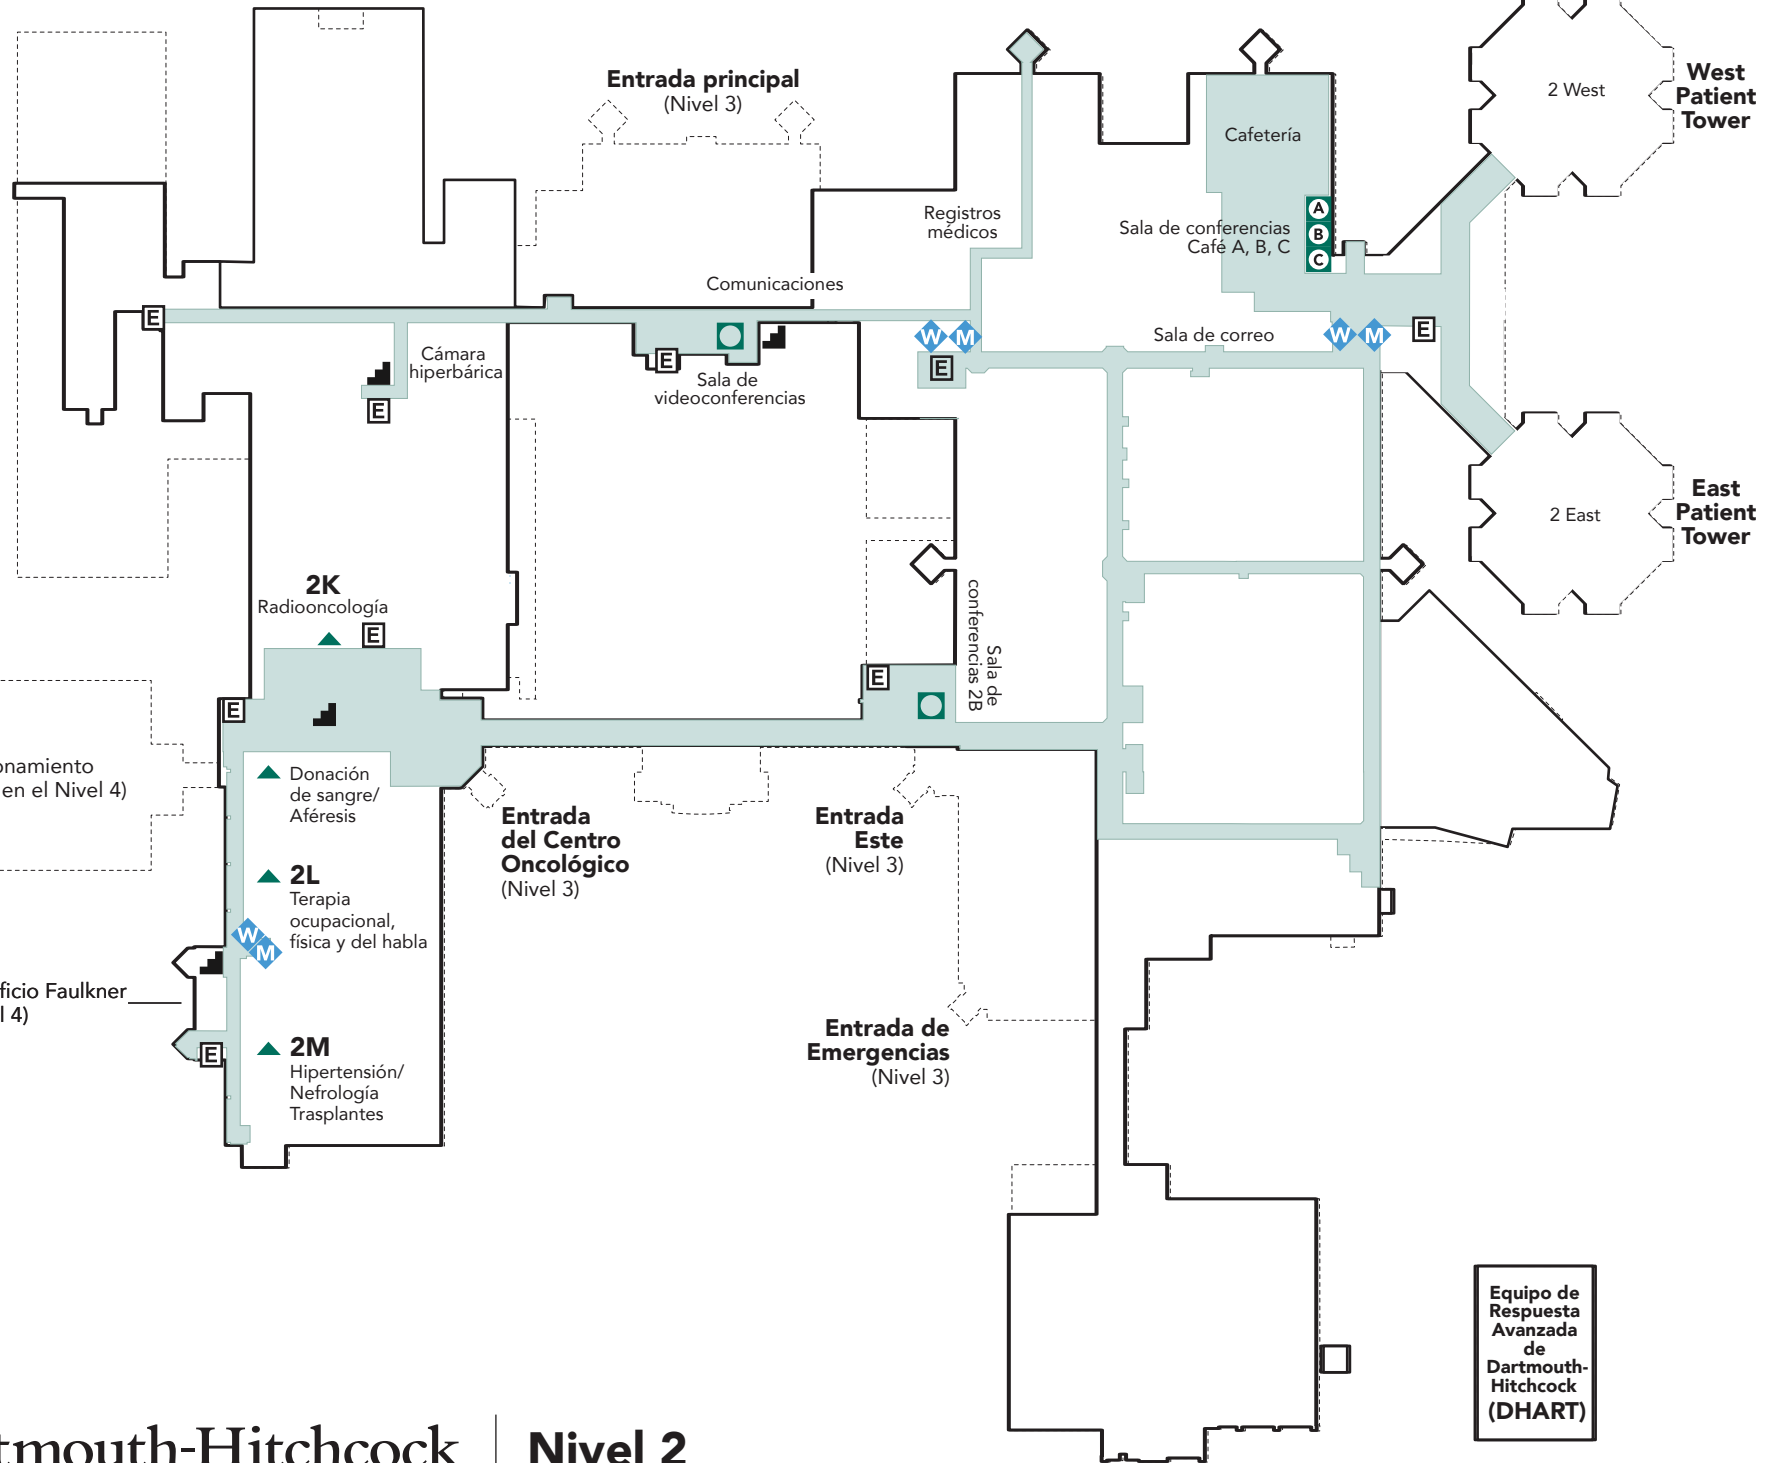 Entrada principal
(Nivel 3)
2 West
West
Patient
Tower
Cafetería
Registros
médicos
Sala de conferencias
Café A, B, C
A
B
C
Comunicaciones
E
W
M
Sala de correo
W
M
E
Cámara
hiperbárica
E
E
Sala de
videoconferencias
E
2 East
East
Patient
Tower
2K
Radiooncología
E
Sala de
conferencias 2B
E
E
en el Nivel 4)
Donación
de sangre/
Aféresis
Entrada
del Centro
Oncológico
(Nivel 3)
Entrada
Este
(Nivel 3)
2L
Terapia
ocupacional,
física y del habla
W
M
Faulkner
4)
E
2M
Hipertensión/
Nefrología
Trasplantes
Entrada de
Emergencias
(Nivel 3)
Equipo de
Respuesta
Avanzada
de
Dartmouth-
Hitchcock
(DHART)
tmouth-Hitchcock
Nivel 2